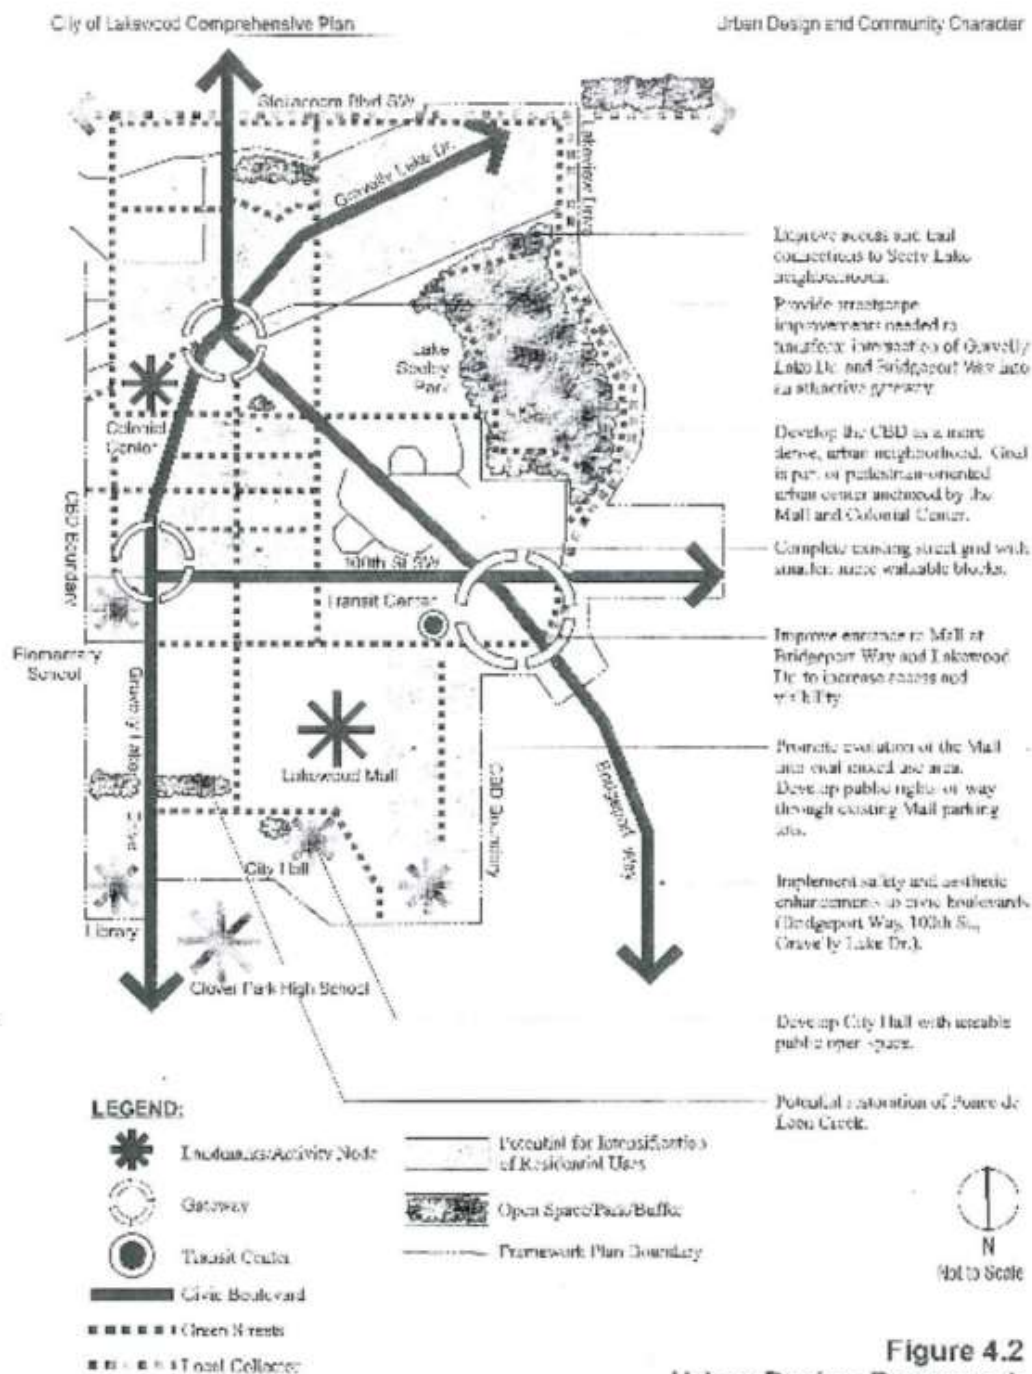 City of Lakewood Comprehensive Plan
Urban Design and Community Character
Steilacoom Blvd SW
Gravelly Lake Dr.
Lakeview Drive
Improve access and trail
connections to Seely Lake
neighborhoods.
Provide streetscape
improvements needed to
transform intersection of Gravelly
Lake Dr. and Bridgeport Way into
an attractive gateway
Lake
Seeley
Park
Colonial
Center
Develop the CBD as a more
dense, urban neighborhood. Goal
is part of pedestrian-oriented
urban center anchored by the
Mall and Colonial Center.
CBD Boundary
100th St SW
Complete existing street grid with
smaller, more walkable blocks.
Transit Center
Elementary
School
Improve entrance to Mall at
Bridgeport Way and Lakewood
Dr. to increase access and
visibility
Gravelly Lake Drive
Lakewood Mall
CBD Boundary
Bridgeport Way
Promote evolution of the Mall
into vital mixed use area.
Develop public rights of way
through existing Mall parking
lots.
City Hall
Library
Implement safety and aesthetic
enhancements to civic boulevards
(Bridgeport Way, 100th St.,
Gravelly Lake Dr.).
Clover Park High School
Develop City Hall with useable
public open space.
Potential restoration of Ponce de
Leon Creek.
LEGEND:
Landmarks/Activity Node
Gateway
Transit Center
Civic Boulevard
Green Streets
Local Collector
Potential for Intensification
of Residential Uses
Open Space/Park/Buffer
Framework Plan Boundary
N
Not to Scale
Figure 4.2
Urban Design Framework